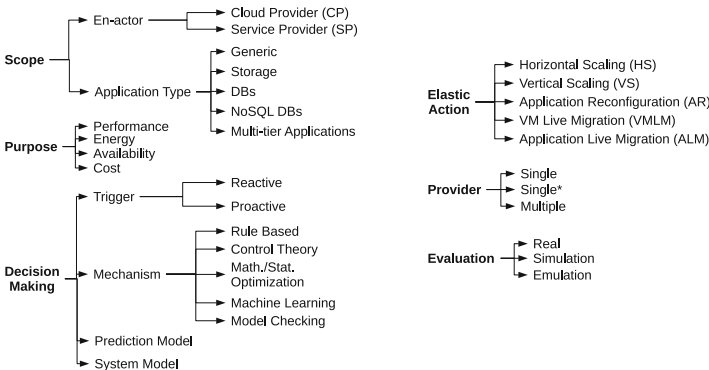 Scope
En-actor
Cloud Provider (CP)
Service Provider (SP)
Application Type
Generic
Storage
DBs
NoSQL DBs
Multi-tier Applications
Purpose
Performance
Energy
Availability
Cost
Decision
Making
Trigger
Reactive
Proactive
Mechanism
Rule Based
Control Theory
Math./Stat.
Optimization
Machine Learning
Model Checking
Prediction Model
System Model
Elastic
Action
Horizontal Scaling (HS)
Vertical Scaling (VS)
Application Reconfiguration (AR)
VM Live Migration (VMLM)
Application Live Migration (ALM)
Provider
Single
Single*
Multiple
Evaluation
Real
Simulation
Emulation